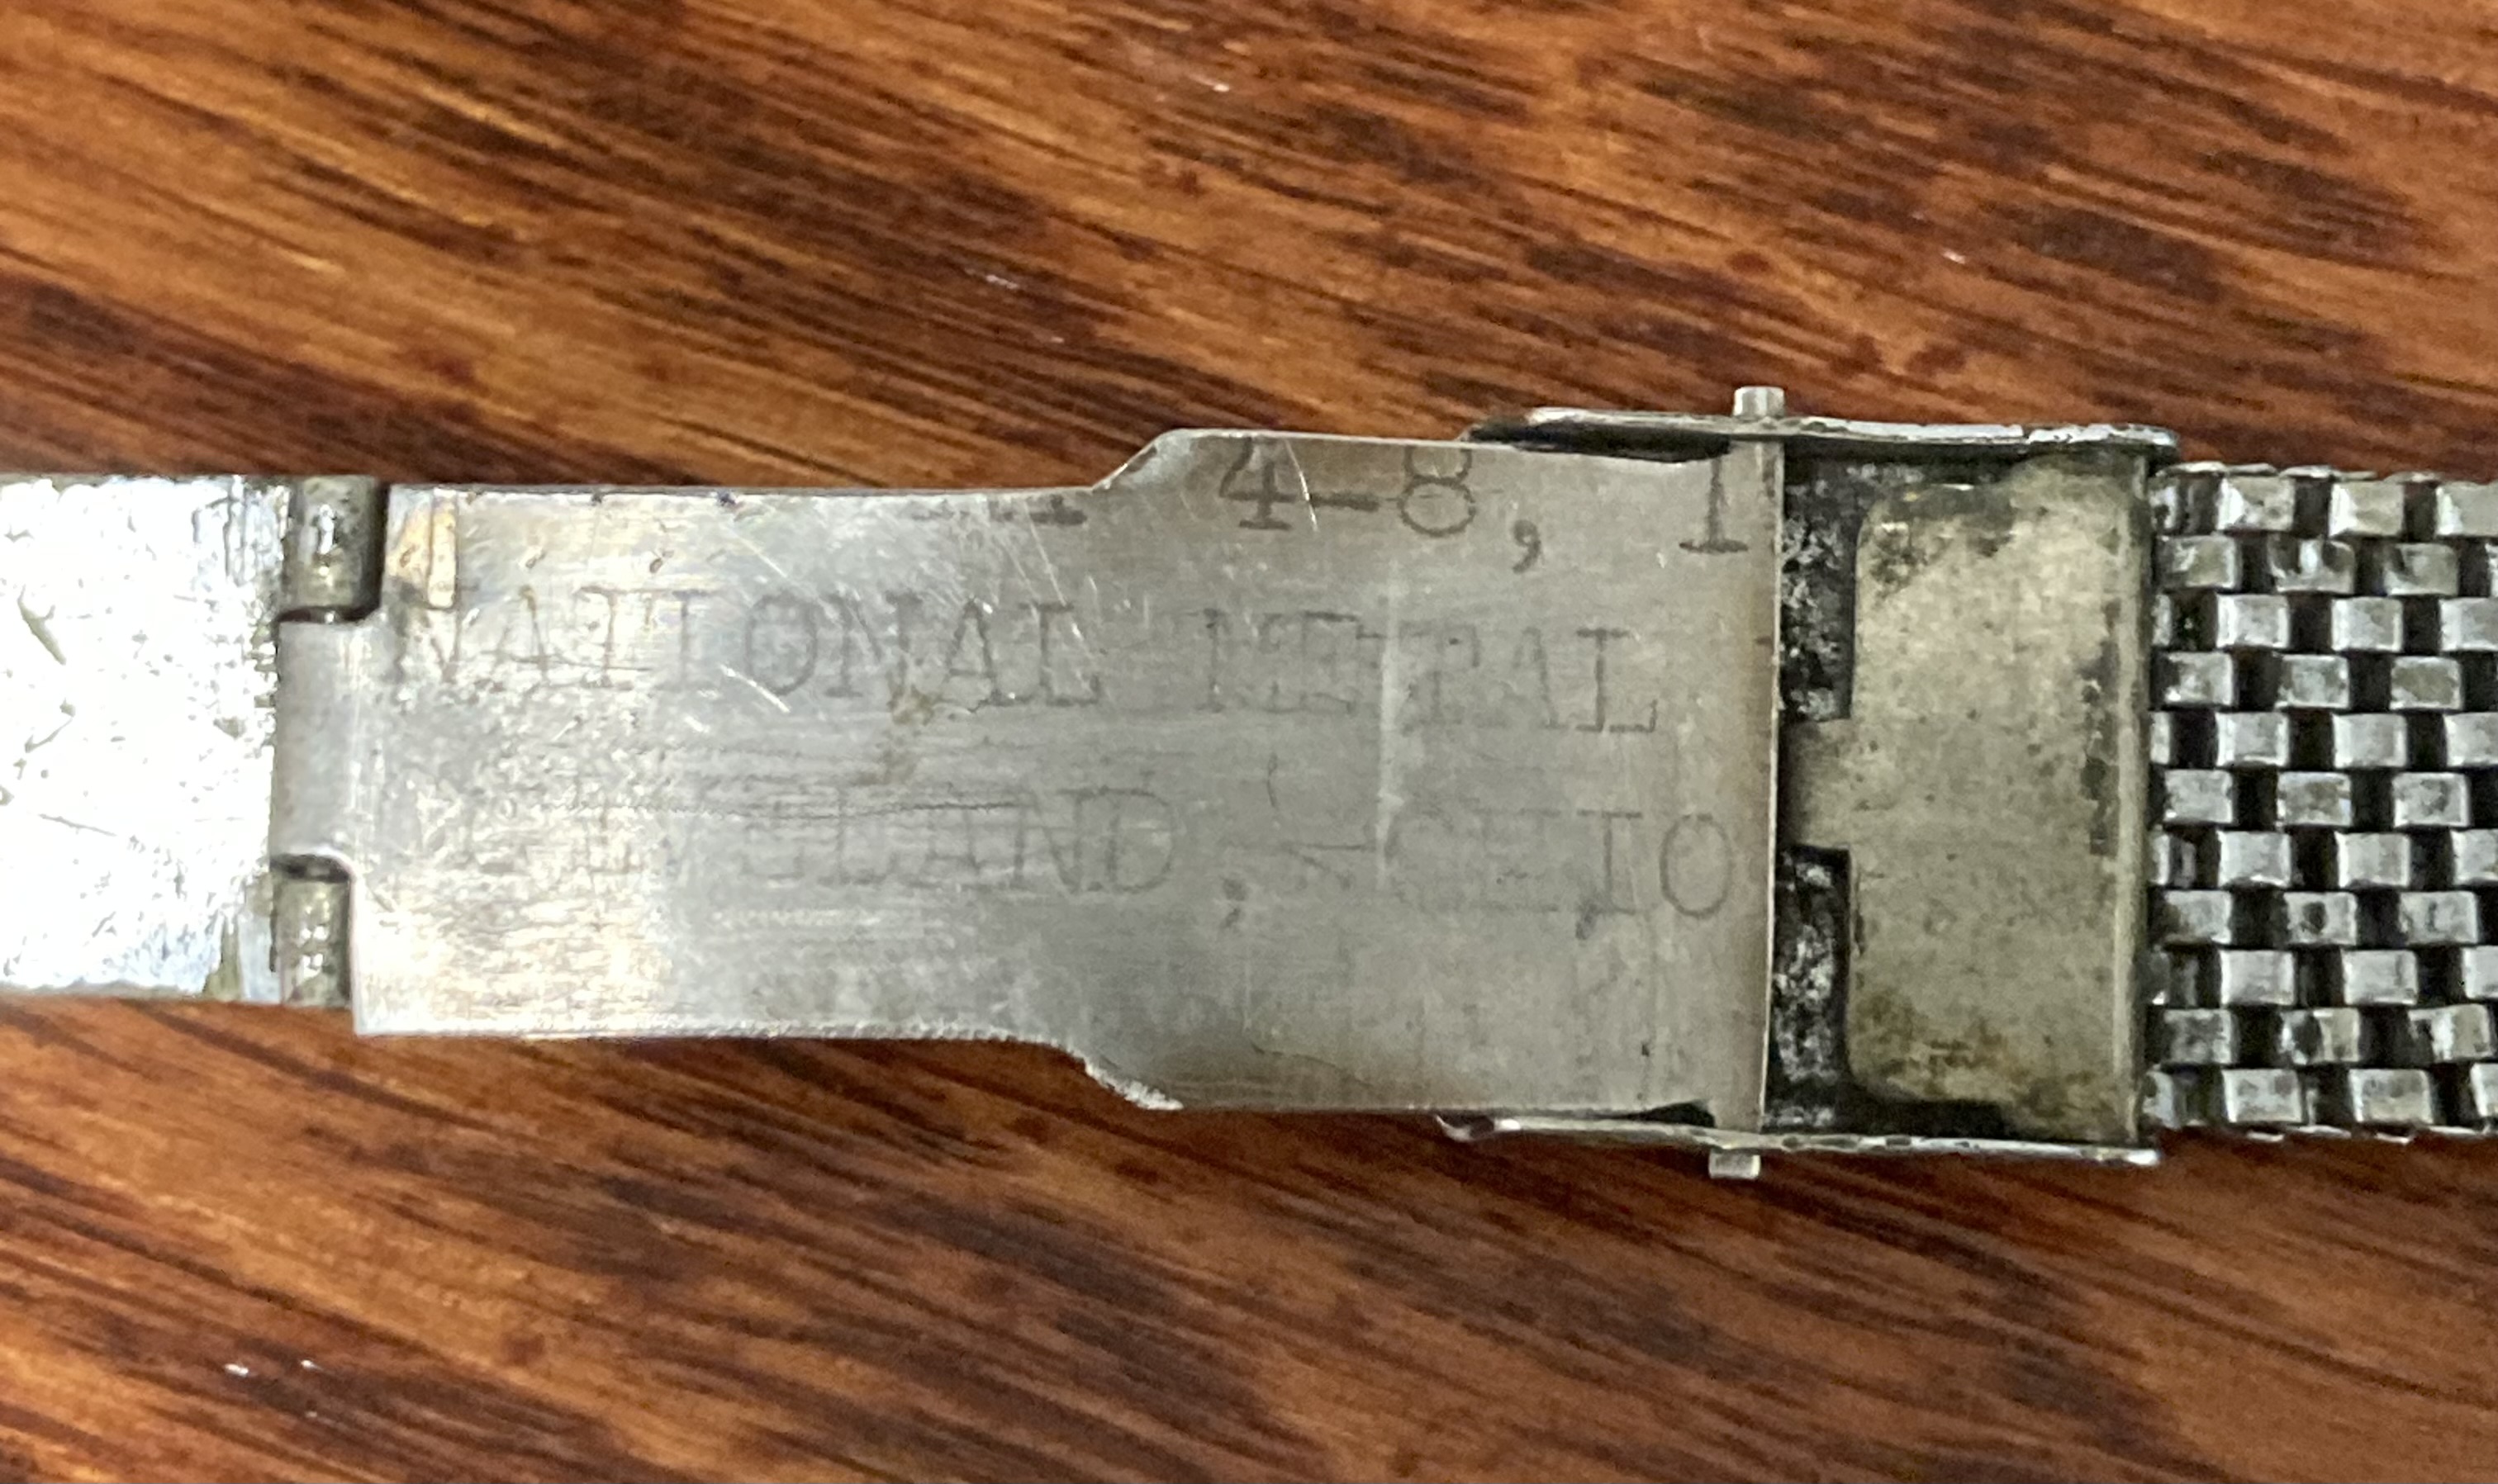 4-8, 1
NATIONAL METAL
CLEVELAND, OHIO